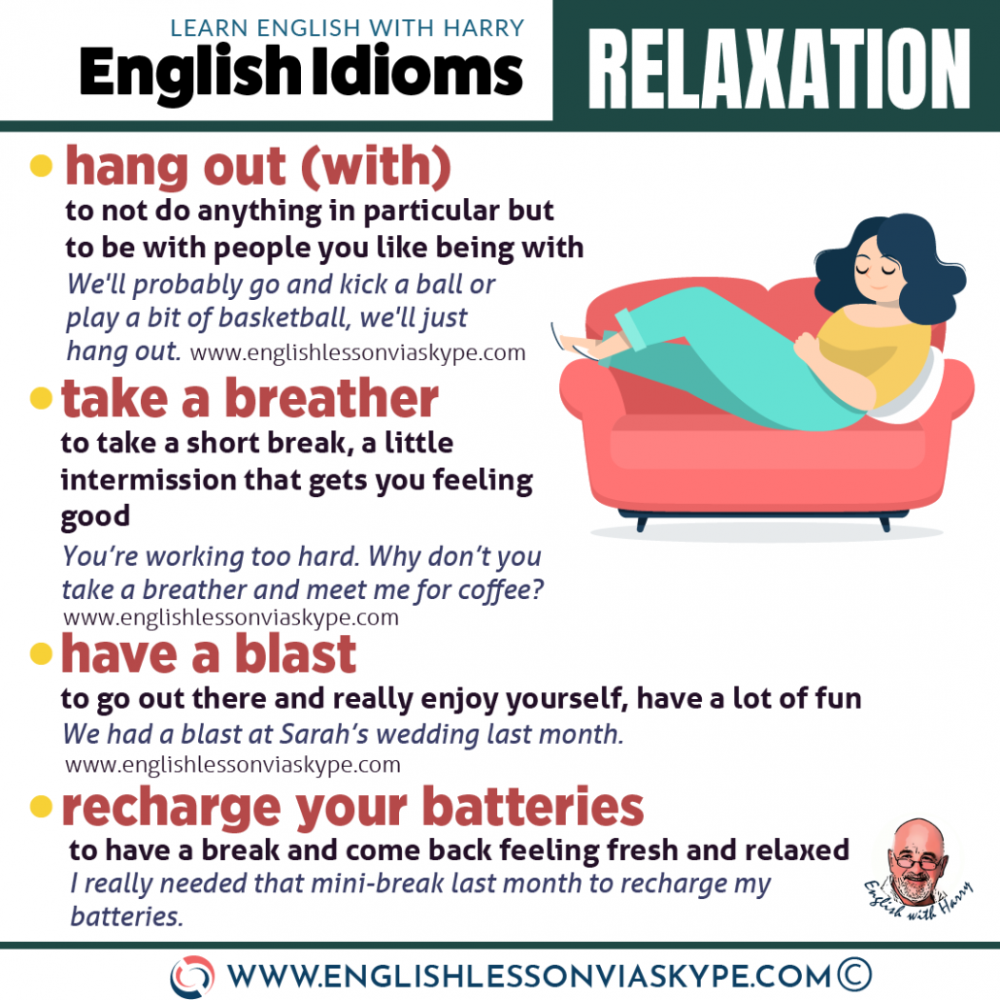 LEARN ENGLISH WITH HARRY
English Idioms
RELAXATION
hang out (with)
to not do anything in particular but
to be with people you like being with
We'll probably go and kick a ball or
play a bit of basketball, we'll just
hang out. www.englishlessonviaskype.com
take a breather
to take a short break, a little
intermission that gets you feeling
good
You’re working too hard. Why don’t you
take a breather and meet me for coffee?
www.englishlessonviaskype.com
have a blast
to go out there and really enjoy yourself, have a lot of fun
We had a blast at Sarah’s wedding last month.
www.englishlessonviaskype.com
recharge your batteries
to have a break and come back feeling fresh and relaxed
I really needed that mini-break last month to recharge my
batteries.
English with Harry
WWW.ENGLISHLESSONVIASKYPE.COM©